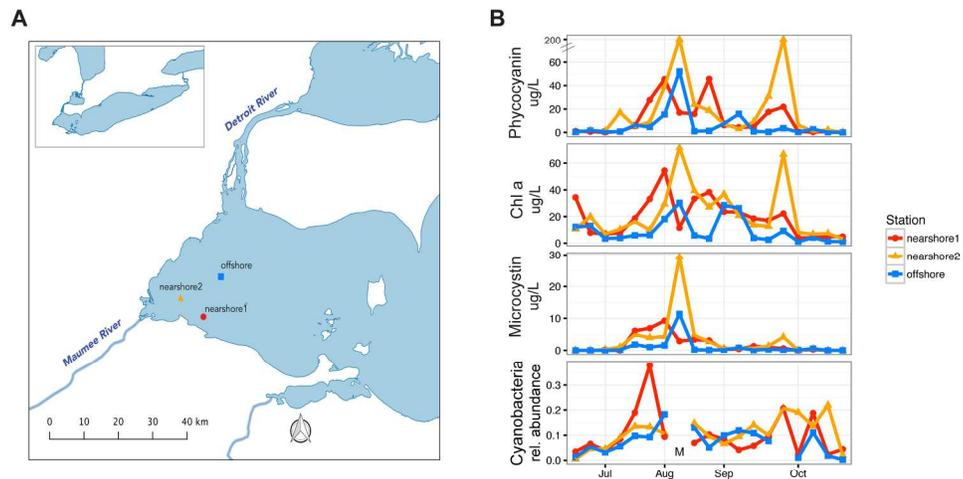 A
Detroit River
offshore
nearshore2
nearshore1
Maumee River
0 10 20 30 40 km
B
Phycocyanin
ug/L
200
60
40
20
0
Chl a
ug/L
60
40
20
0
Microcystin
ug/L
30
20
10
0
Cyanobacteria
rel. abundance
0.3
0.2
0.1
0.0
M
Jul Aug Sep Oct
Station
nearshore1
nearshore2
offshore